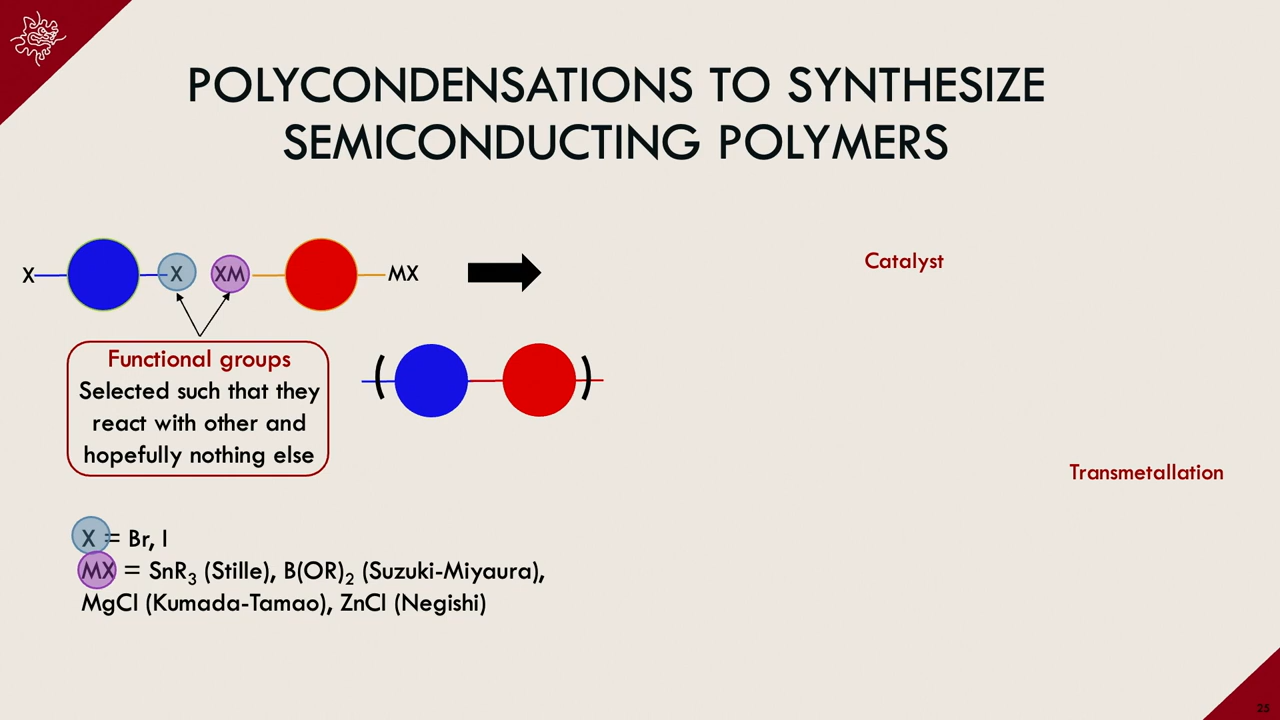 POLYCONDENSATIONS TO SYNTHESIZE
SEMICONDUCTING POLYMERS
X X XM MX
Catalyst
Functional groups
Selected such that they
react with other and
hopefully nothing else
( )
Transmetallation
X = Br, I
MX = SnR₃ (Stille), B(OR)₂ (Suzuki-Miyaura),
MgCl (Kumada-Tamao), ZnCl (Negishi)
25